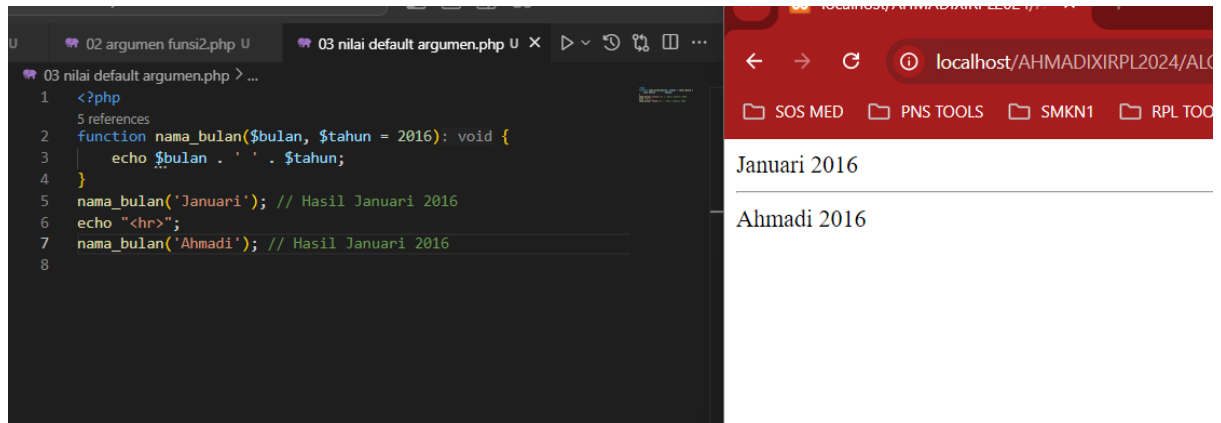 U 02 argumen funsi2.php U 03 nilai default argumen.php U
03 nilai default argumen.php > ...
1 <?php
5 references
2 function nama_bulan($bulan, $tahun = 2016): void {
3 echo $bulan . ' ' . $tahun;
4 }
5 nama_bulan('Januari'); // Hasil Januari 2016
6 echo "<hr>";
7 nama_bulan('Ahmadi'); // Hasil Januari 2016
8
localhost/AHMADIXIRPL2024/ALG
SOS MED PNS TOOLS SMKN1 RPL TOO
Januari 2016
Ahmadi 2016